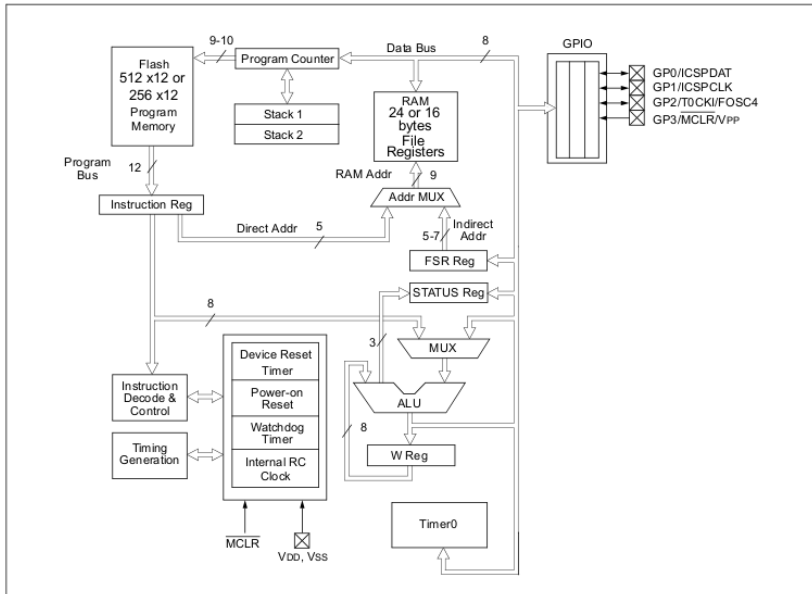 9-10
Data Bus
8
GPIO
Flash
512 x12 or
256 x12
Program
Memory
Program Counter
Stack 1
Stack 2
RAM
24 or 16
bytes
File
Registers
GP0/ICSPDAT
GP1/ICSPCLK
GP2/T0CKI/FOSC4
GP3/MCLR/VPP
Program
Bus
12
RAM Addr
9
Instruction Reg
Addr MUX
Direct Addr
5
5-7
Indirect
Addr
FSR Reg
STATUS Reg
8
3
MUX
Device Reset
Timer
Power-on
Reset
Watchdog
Timer
Internal RC
Clock
Instruction
Decode &
Control
Timing
Generation
ALU
8
W Reg
Timer0
MCLR
VDD, VSS